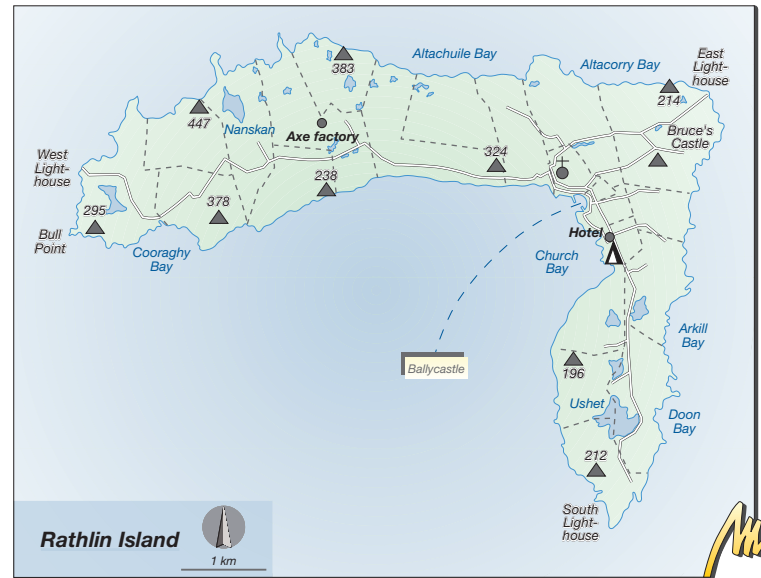 Altachuile Bay
383
East
Light-
house
Altacorry Bay
214
447
Nanskan
Axe factory
Bruce's
Castle
West
Light-
house
324
238
295
378
Bull
Point
Cooraghy
Bay
Hotel
Church
Bay
Arkill
Bay
Ballycastle
196
Ushet
Doon
Bay
212
South
Light-
house
Rathlin Island
1 km